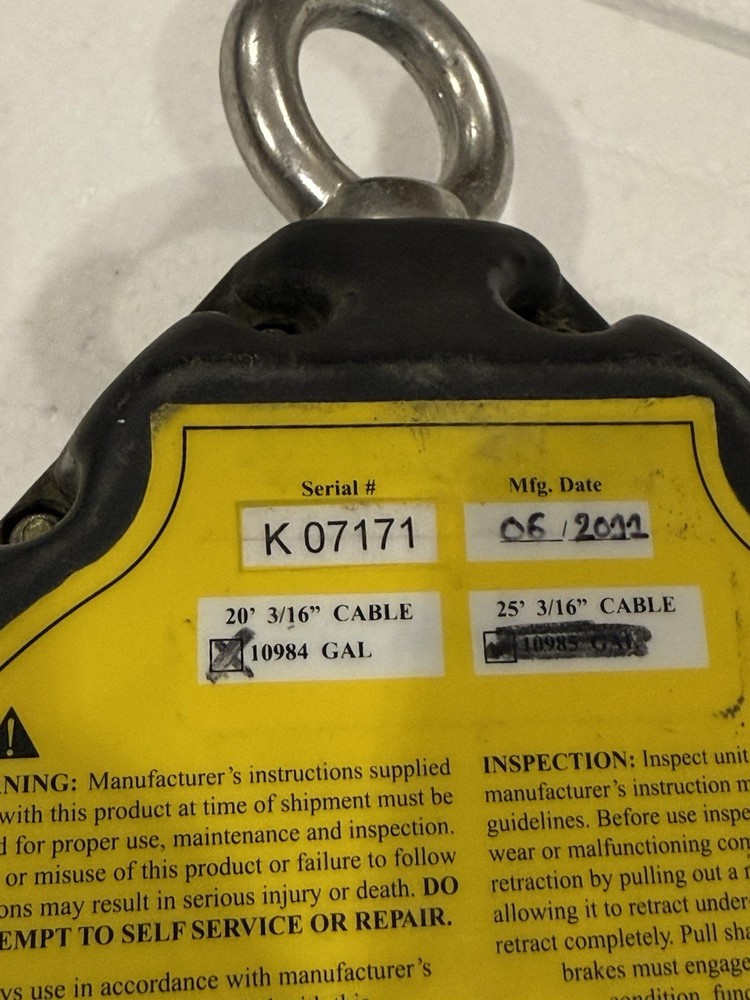 Serial #
K 07171
Mfg. Date
06 / 2011
20' 3/16" CABLE
10984 GAL
25' 3/16" CABLE
10985 GAL
NING: Manufacturer's instructions supplied
with this product at time of shipment must be
for proper use, maintenance and inspection.
or misuse of this product or failure to follow
ons may result in serious injury or death. DO
EMPT TO SELF SERVICE OR REPAIR.
ys use in accordance with manufacturer's
INSPECTION: Inspect unit
manufacturer's instruction m
guidelines. Before use inspe
wear or malfunctioning com
retraction by pulling out a
allowing it to retract under
retract completely. Pull sha
brakes must engage